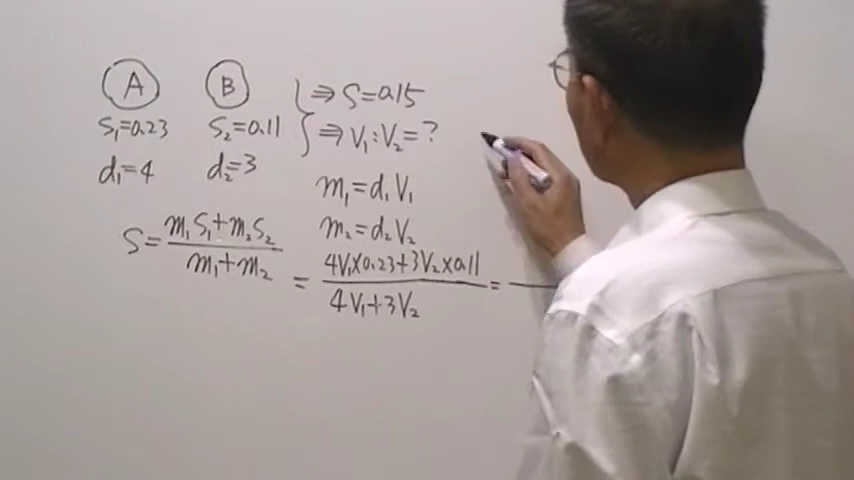 A B
S₁=0.23 S₂=0.11 ⇒ S=0.15
d₁=4 d₂=3 ⇒ V₁:V₂=?
m₁=d₁V₁
m₂=d₂V₂
S=(m₁S₁+m₂S₂)/(m₁+m₂) = (4V₁×0.23+3V₂×0.11)/(4V₁+3V₂) =